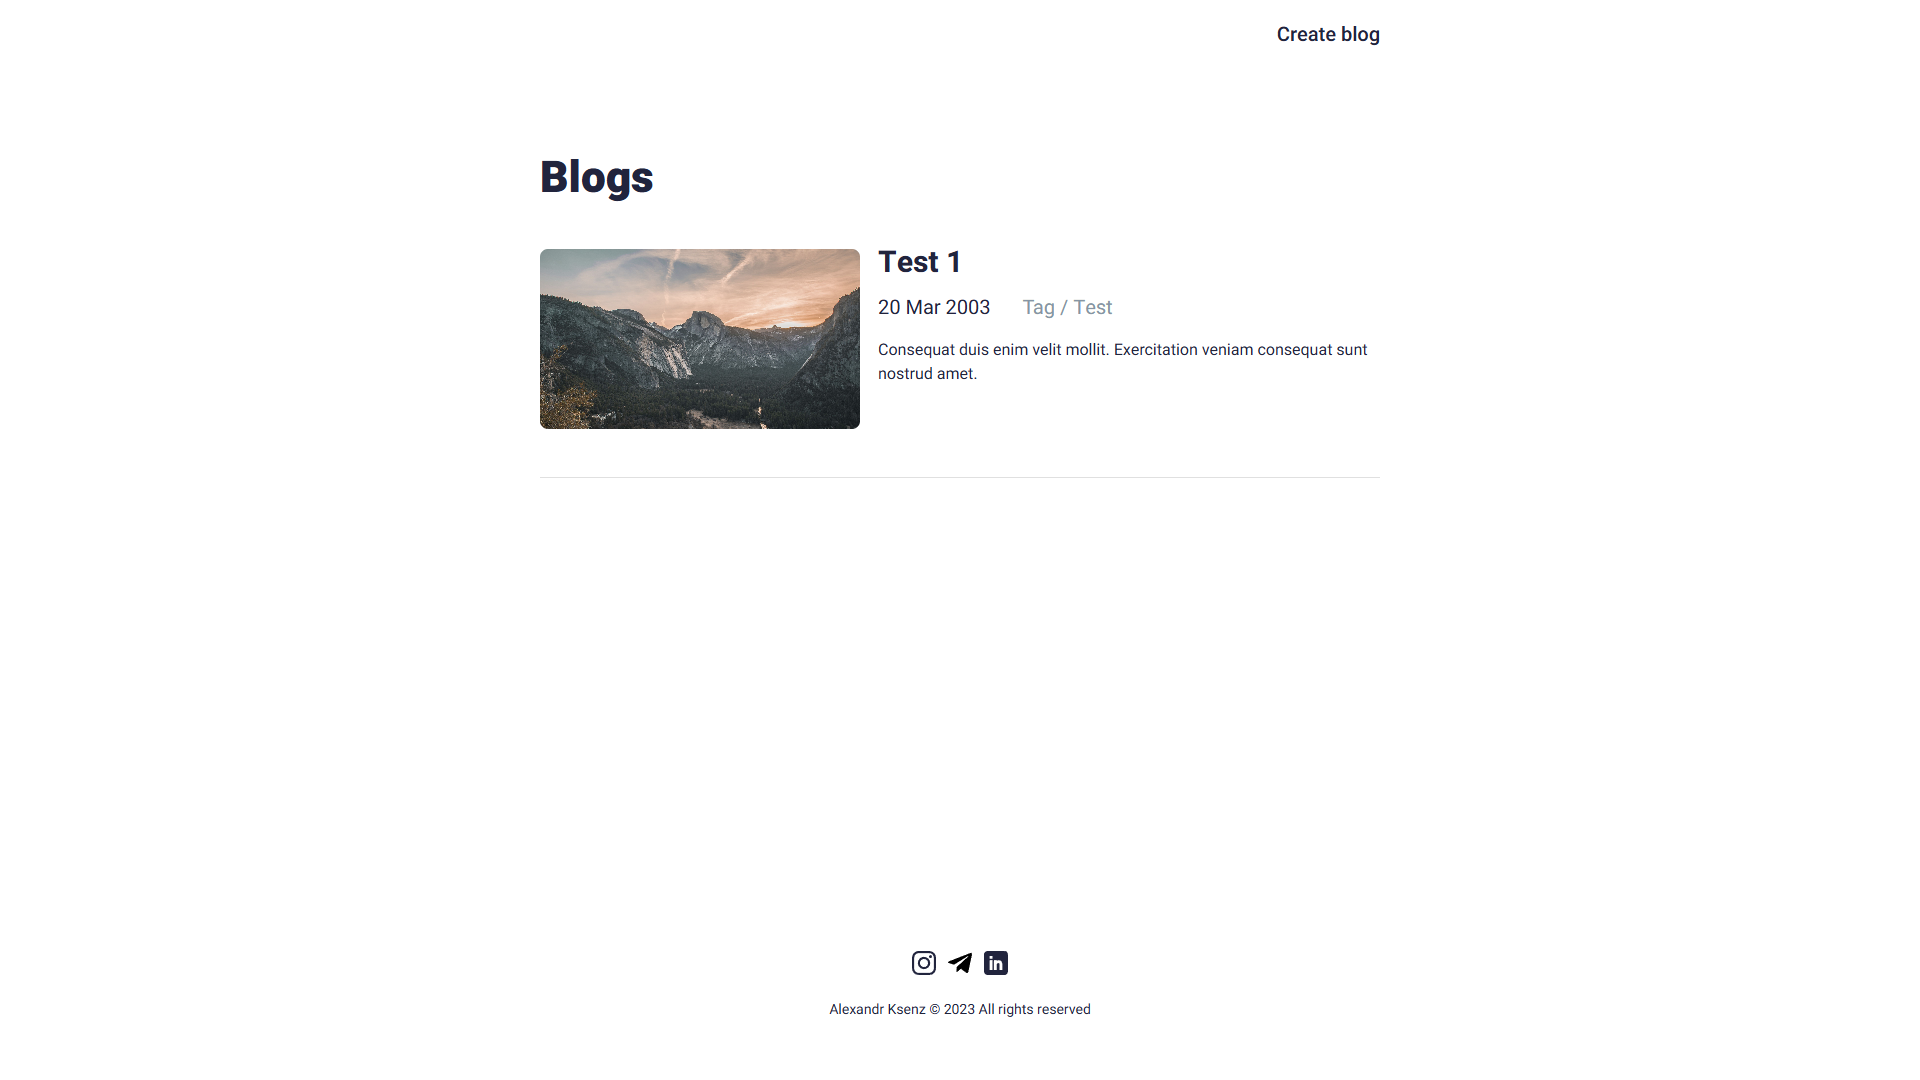 Create blog
Blogs
Test 1
20 Mar 2003 Tag / Test
Consequat duis enim velit mollit. Exercitation veniam consequat sunt
nostrud amet.
in
Alexandr Ksenz © 2023 All rights reserved